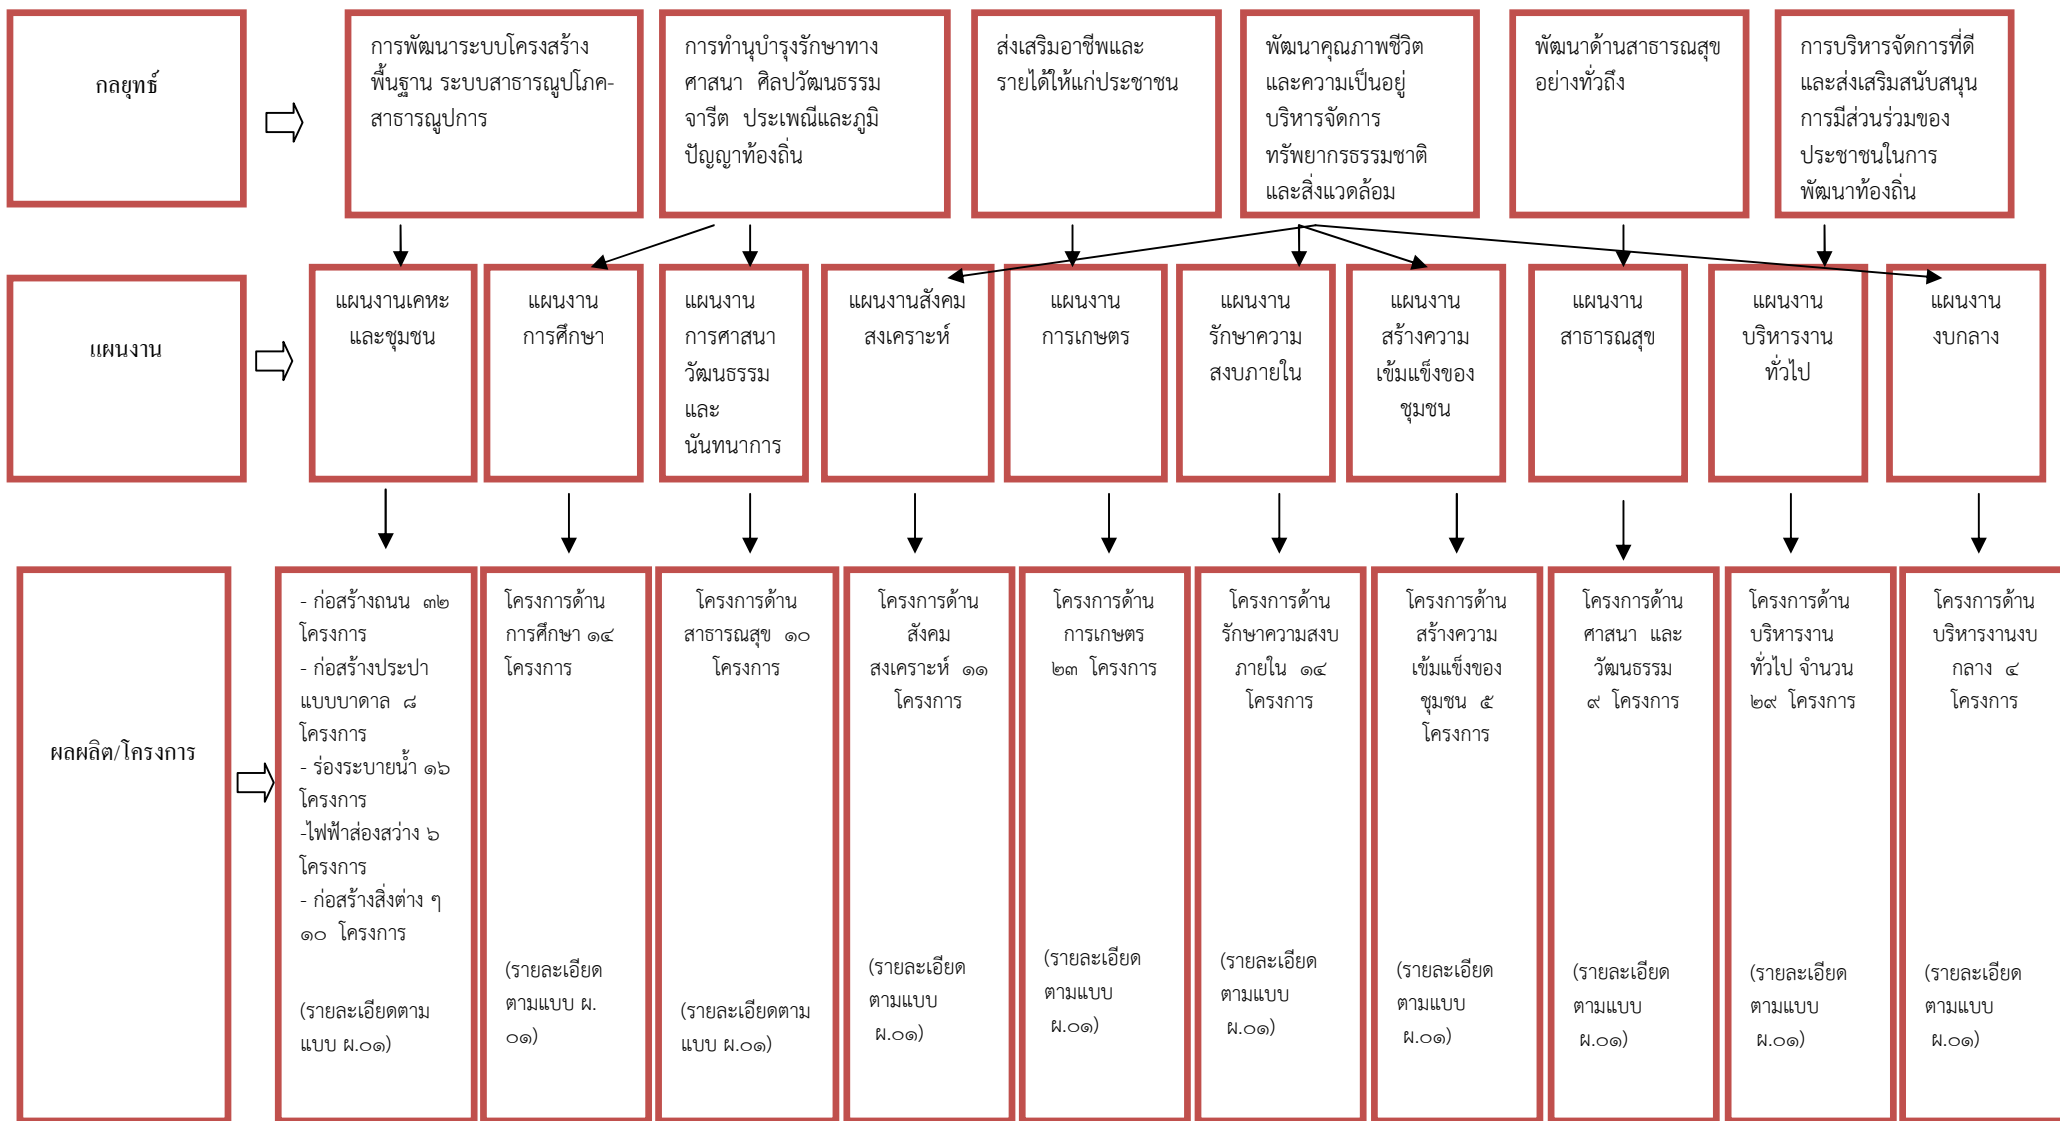 กลยุทธ์
การพัฒนาระบบโครงสร้าง
พื้นฐาน ระบบสาธารณูปโภค-
สาธารณูปการ
การทำนุบำรุงรักษาทาง
ศาสนา ศิลปวัฒนธรรม
จารีต ประเพณีและภูมิ
ปัญญาท้องถิ่น
ส่งเสริมอาชีพและ
รายได้ให้แก่ประชาชน
พัฒนาคุณภาพชีวิต
และความเป็นอยู่
บริหารจัดการ
ทรัพยากรธรรมชาติ
และสิ่งแวดล้อม
พัฒนาด้านสาธารณสุข
อย่างทั่วถึง
การบริหารจัดการที่ดี
และส่งเสริมสนับสนุน
การมีส่วนร่วมของ
ประชาชนในการ
พัฒนาท้องถิ่น
แผนงาน
แผนงานเคหะ
และชุมชน
แผนงาน
การศึกษา
แผนงาน
การศาสนา
วัฒนธรรม
และ
นันทนาการ
แผนงานสังคม
สงเคราะห์
แผนงาน
การเกษตร
แผนงาน
รักษาความ
สงบภายใน
แผนงาน
สร้างความ
เข้มแข็งของ
ชุมชน
แผนงาน
สาธารณสุข
แผนงาน
บริหารงาน
ทั่วไป
แผนงาน
งบกลาง
ผลผลิต/โครงการ
- ก่อสร้างถนน ๓๒
โครงการ
- ก่อสร้างประปา
แบบบาดาล ๘
โครงการ
- ร่องระบายน้ำ ๑๖
โครงการ
-ไฟฟ้าส่องสว่าง ๖
โครงการ
- ก่อสร้างสิ่งต่าง ๆ
๑๐ โครงการ
(รายละเอียดตาม
แบบ ผ.๐๑)
โครงการด้าน
การศึกษา ๑๔
โครงการ
(รายละเอียด
ตามแบบ ผ.
๐๑)
โครงการด้าน
สาธารณสุข ๑๐
โครงการ
(รายละเอียดตาม
แบบ ผ.๐๑)
โครงการด้าน
สังคม
สงเคราะห์ ๑๑
โครงการ
(รายละเอียด
ตามแบบ
ผ.๐๑)
โครงการด้าน
การเกษตร
๒๓ โครงการ
(รายละเอียด
ตามแบบ
ผ.๐๑)
โครงการด้าน
รักษาความสงบ
ภายใน ๑๔
โครงการ
(รายละเอียด
ตามแบบ
ผ.๐๑)
โครงการด้าน
สร้างความ
เข้มแข็งของ
ชุมชน ๕
โครงการ
(รายละเอียด
ตามแบบ
ผ.๐๑)
โครงการด้าน
ศาสนา และ
วัฒนธรรม
๙ โครงการ
(รายละเอียด
ตามแบบ
ผ.๐๑)
โครงการด้าน
บริหารงาน
ทั่วไป จำนวน
๒๙ โครงการ
(รายละเอียด
ตามแบบ
ผ.๐๑)
โครงการด้าน
บริหารงานงบ
กลาง ๔
โครงการ
(รายละเอียด
ตามแบบ
ผ.๐๑)